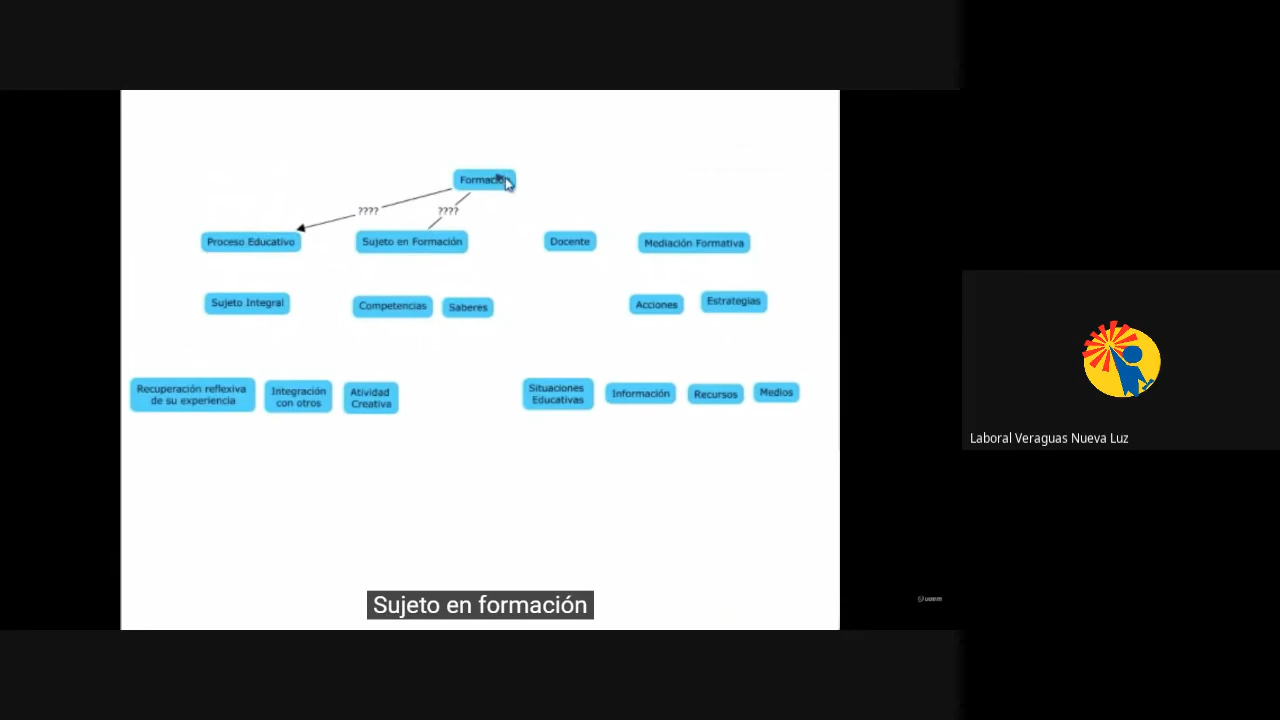 Formación
????
????
Proceso Educativo
Sujeto en Formación
Docente
Mediación Formativa
Sujeto Integral
Competencias
Saberes
Acciones
Estrategias
Recuperación reflexiva
de su experiencia
Integración
con otros
Atividad
Creativa
Situaciones
Educativas
Información
Recursos
Medios
Sujeto en formación
Laboral Veraguas Nueva Luz